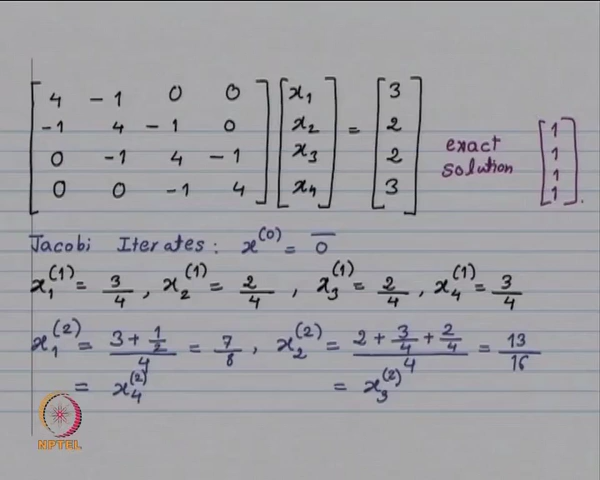 [4 -1 0 0] [x₁] = [3]
[-1 4 -1 0] [x₂] [2] exact [1]
[0 -1 4 -1] [x₃] [2] solution [1]
[0 0 -1 4] [x₄] [3] [1]
[1].
Jacobi Iterates: x⁽⁰⁾ = 0̅
x₁⁽¹⁾ = 3/4, x₂⁽¹⁾ = 2/4, x₃⁽¹⁾ = 2/4, x₄⁽¹⁾ = 3/4
x₁⁽²⁾ = (3 + 1/2)/4 = 7/8, x₂⁽²⁾ = (2 + 3/4 + 2/4)/4 = 13/16
= x₄⁽²⁾ = x₃⁽²⁾
NPTEL